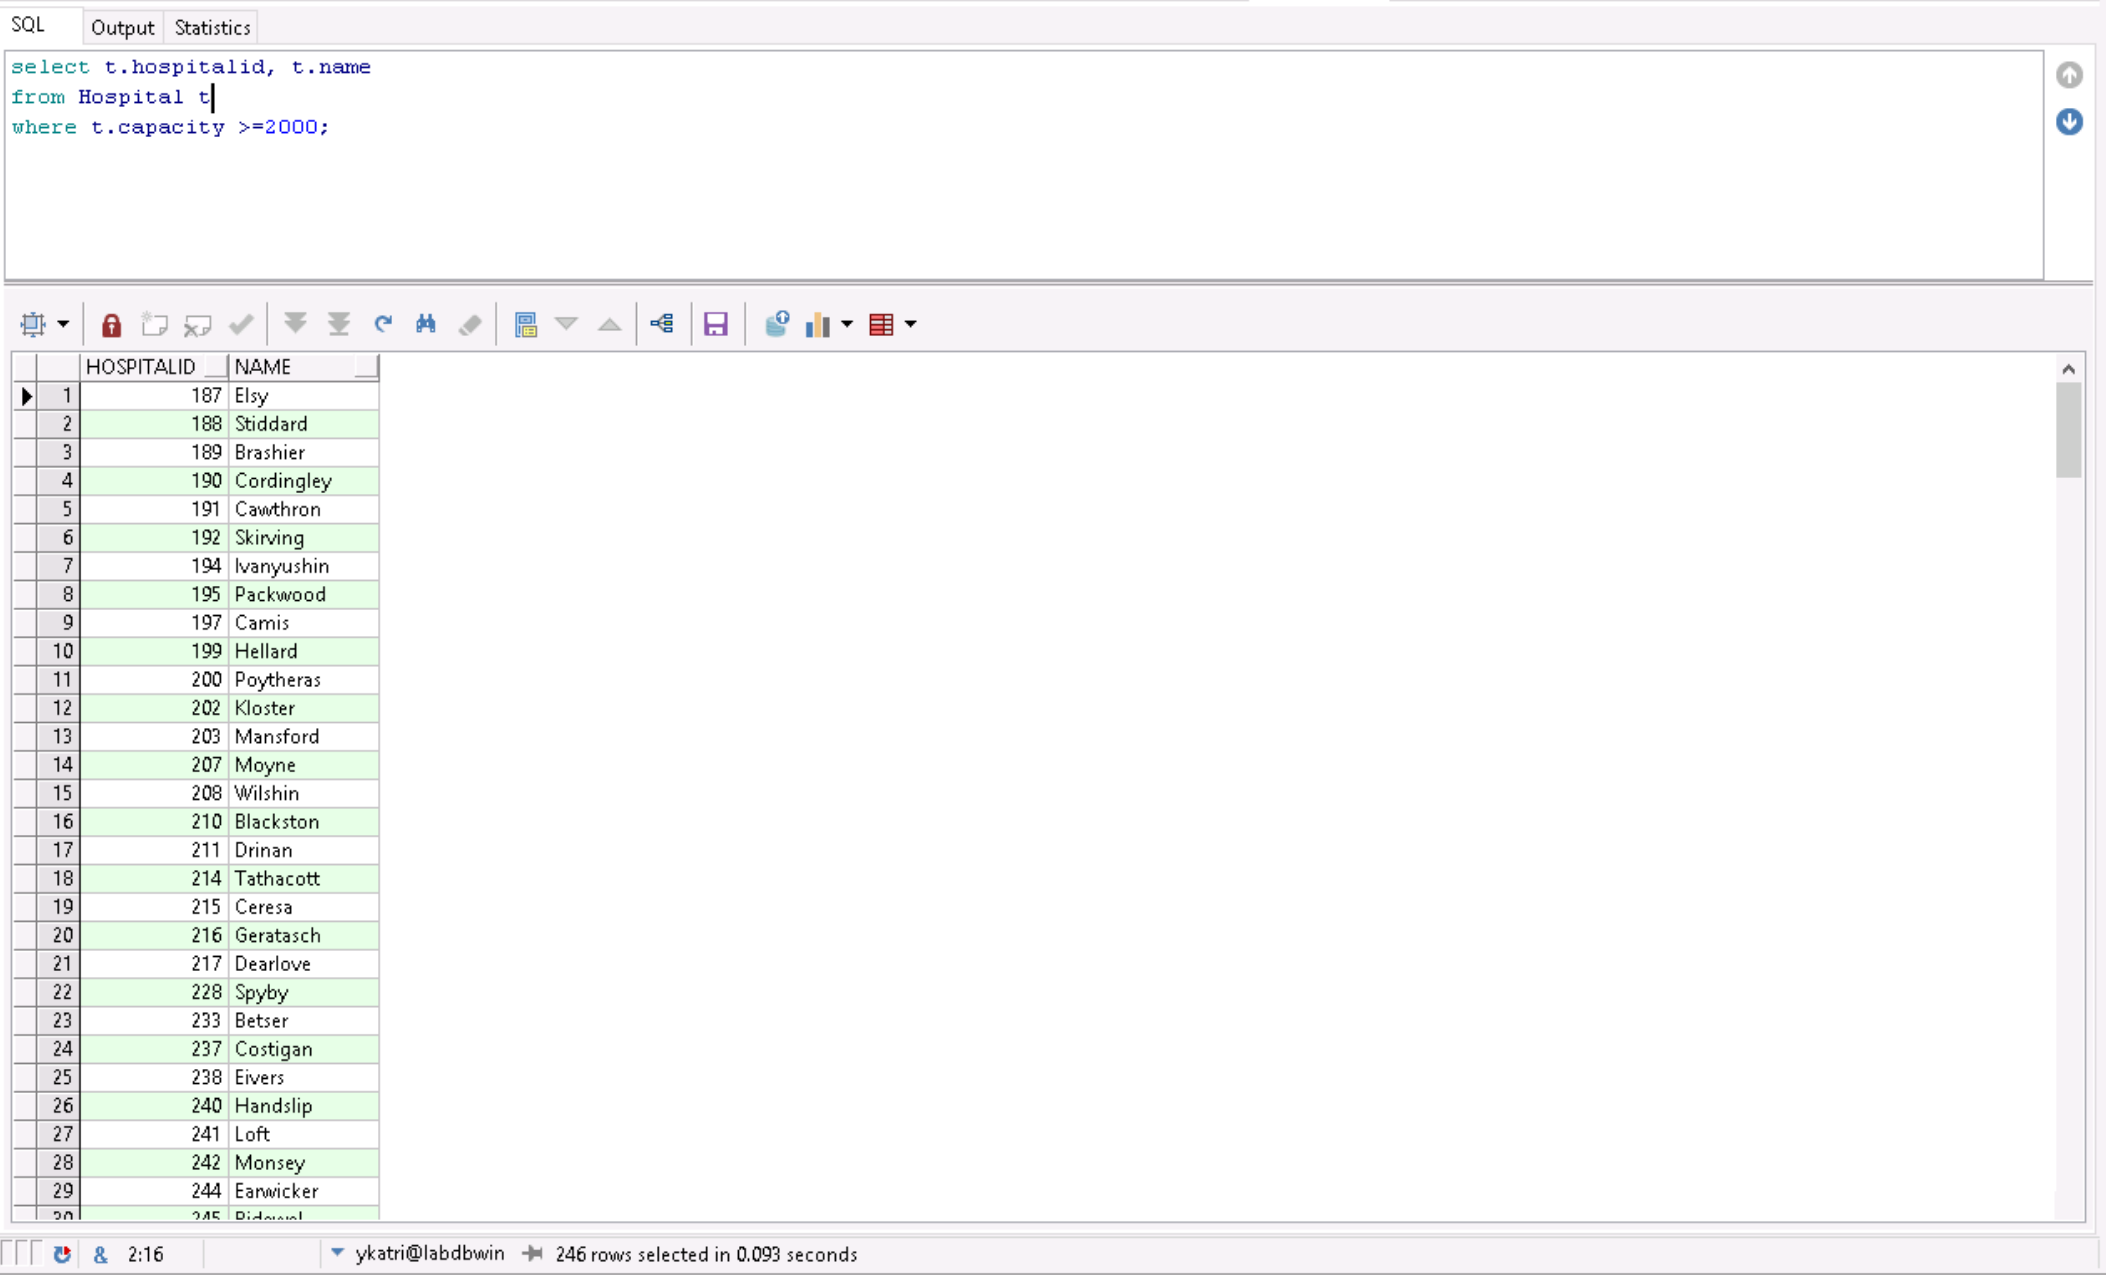 SQL Output Statistics
select t.hospitalid, t.name
from Hospital t
where t.capacity >=2000;
HOSPITALID NAME
1 187 Elsy
2 188 Stiddard
3 189 Brashier
4 190 Cordingley
5 191 Cawthron
6 192 Skirving
7 194 Ivanyushin
8 195 Packwood
9 197 Camis
10 199 Hellard
11 200 Poytheras
12 202 Kloster
13 203 Mansford
14 207 Moyne
15 208 Wilshin
16 210 Blackston
17 211 Drinan
18 214 Tathacott
19 215 Ceresa
20 216 Geratasch
21 217 Dearlove
22 228 Spyby
23 233 Betser
24 237 Costigan
25 238 Eivers
26 240 Handslip
27 241 Loft
28 242 Monsey
29 244 Earwicker
30 245
& 2:16 ykatri@labdbwin 246 rows selected in 0.093 seconds